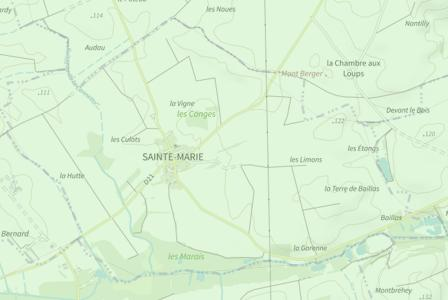 les Noues
114
Nantilly
Audau
la Chambre aux
Loups
Mont Berger
111
la Vigne
les Conges
Devant le Bois
122
120
les Culots
les Étangs
SAINTE-MARIE
les Limons
la Hutte
D21
la Terre de Baillas
Baillas
Bernard
la Garenne
les Marais
Montbrehey